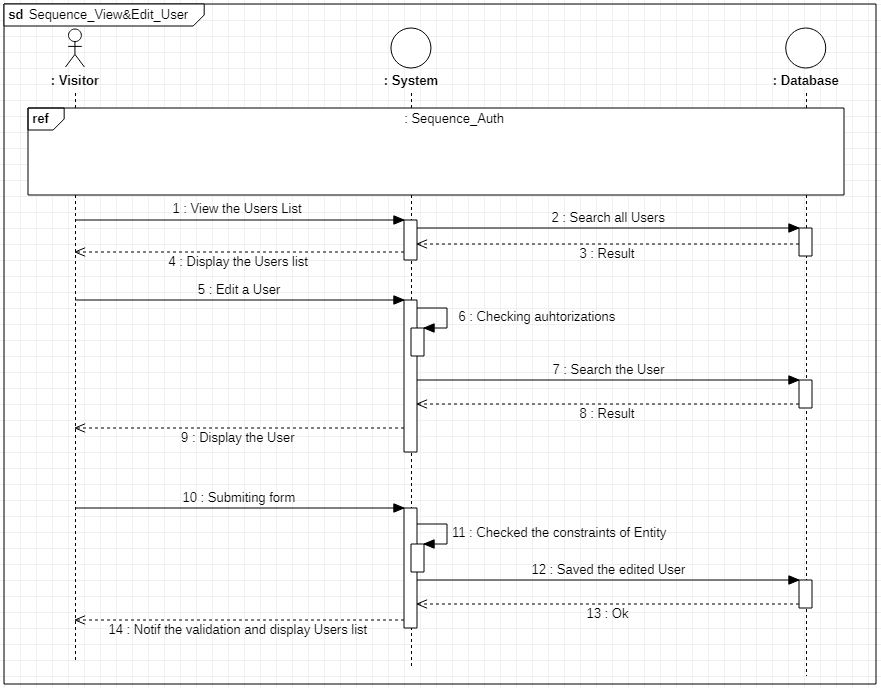 sd Sequence_View&Edit_User
: Visitor
: System
: Database
ref
: Sequence_Auth
1 : View the Users List
2 : Search all Users
3 : Result
4 : Display the Users list
5 : Edit a User
6 : Checking auhtorizations
7 : Search the User
8 : Result
9 : Display the User
10 : Submiting form
11 : Checked the constraints of Entity
12 : Saved the edited User
13 : Ok
14 : Notif the validation and display Users list